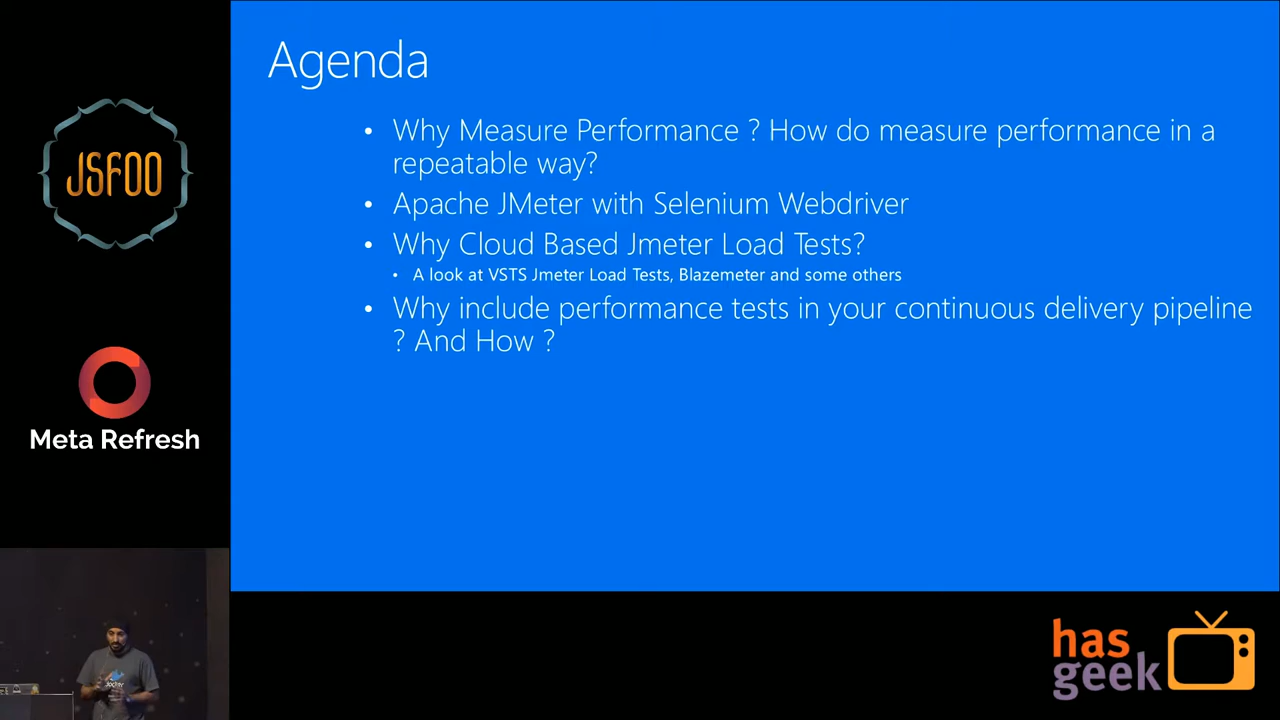 Agenda
• Why Measure Performance ? How do measure performance in a
repeatable way?
• Apache JMeter with Selenium Webdriver
• Why Cloud Based Jmeter Load Tests?
• A look at VSTS Jmeter Load Tests, Blazemeter and some others
• Why include performance tests in your continuous delivery pipeline
? And How ?
JSFOO
Meta Refresh
has
geek